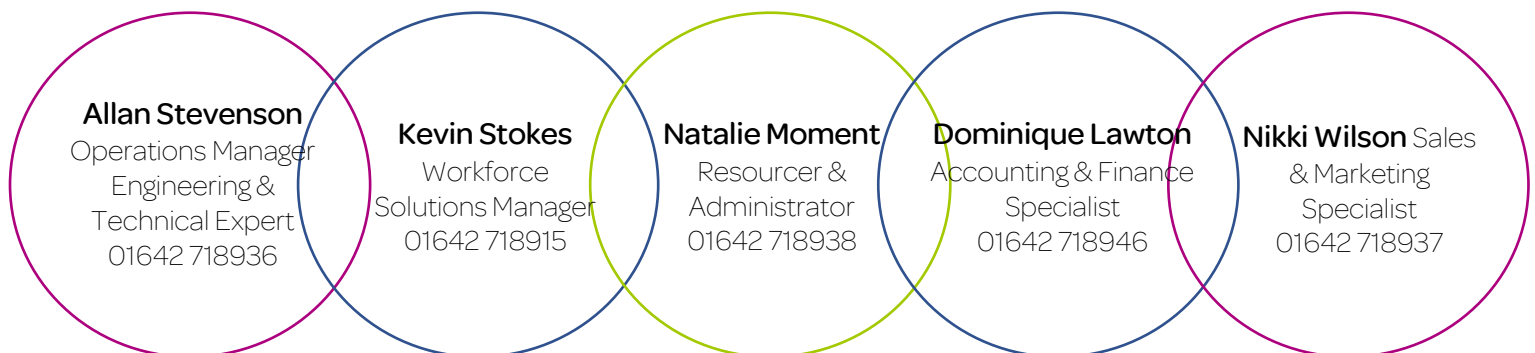 Allan Stevenson
Operations Manager
Engineering &
Technical Expert
01642 718936
Kevin Stokes
Workforce
Solutions Manager
01642 718915
Natalie Moment
Resourcer &
Administrator
01642 718938
Dominique Lawton
Accounting & Finance
Specialist
01642 718946
Nikki Wilson Sales
& Marketing
Specialist
01642 718937